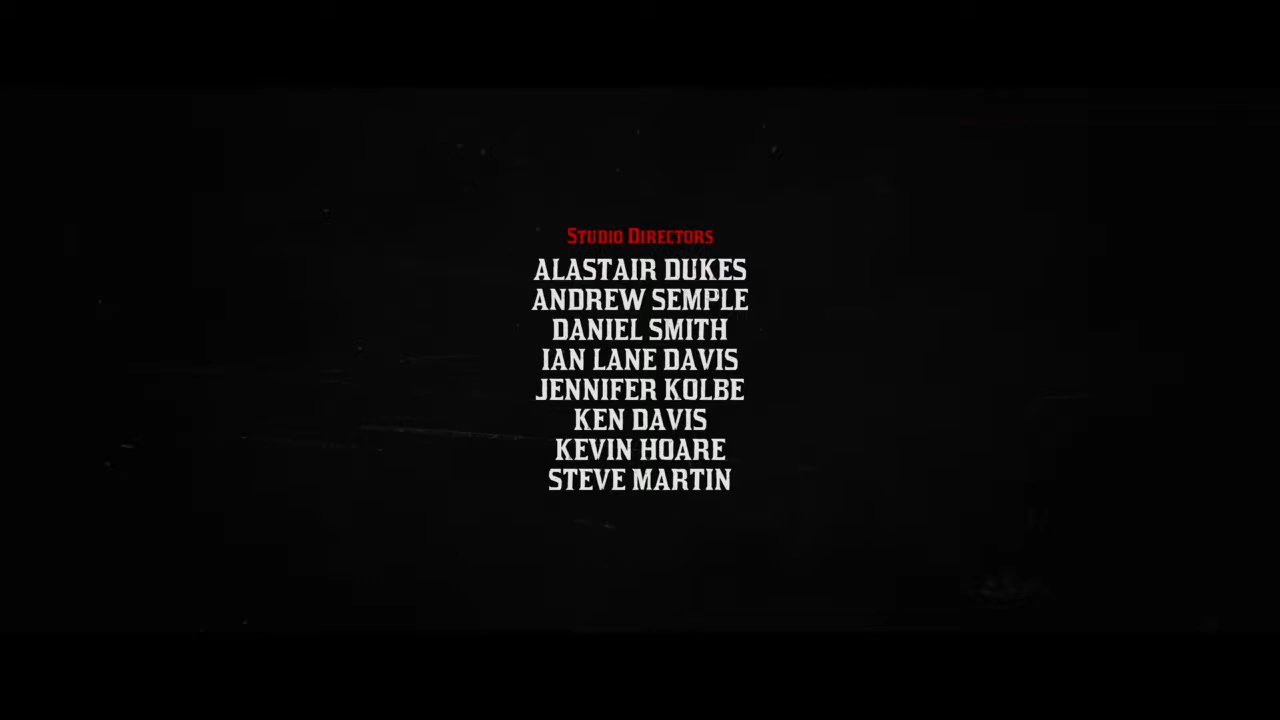 Studio Directors
ALASTAIR DUKES
ANDREW SEMPLE
DANIEL SMITH
IAN LANE DAVIS
JENNIFER KOLBE
KEN DAVIS
KEVIN HOARE
STEVE MARTIN